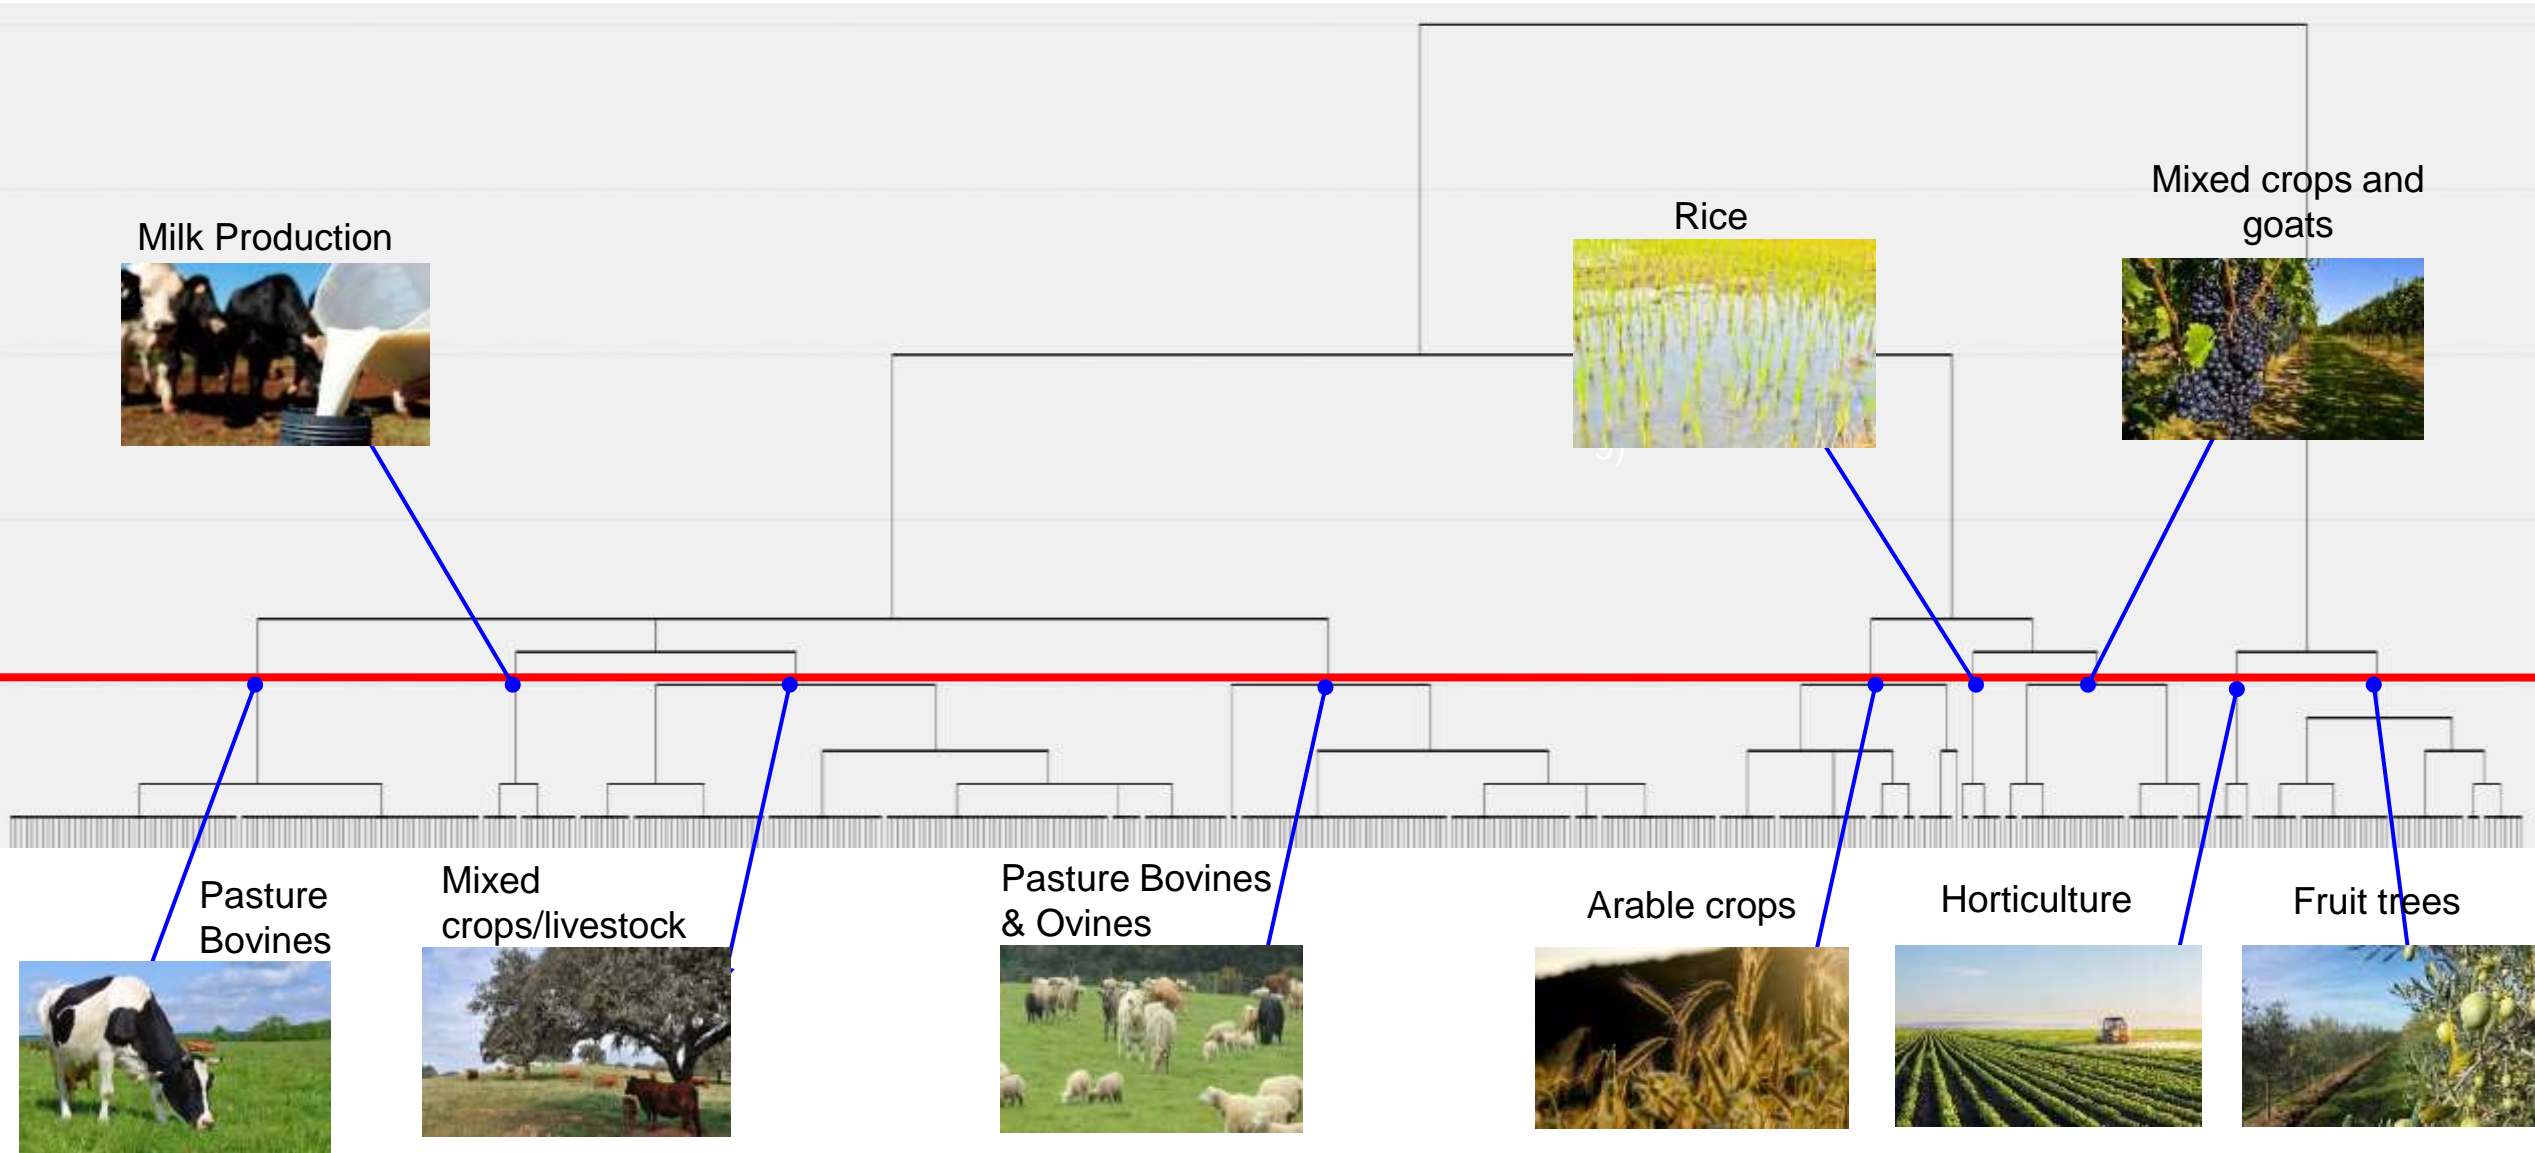 Mixed crops and
goats
Rice
Milk Production
g)
Pasture
Bovines
Mixed
crops/livestock
Pasture Bovines
& Ovines
Arable crops
Horticulture
Fruit trees